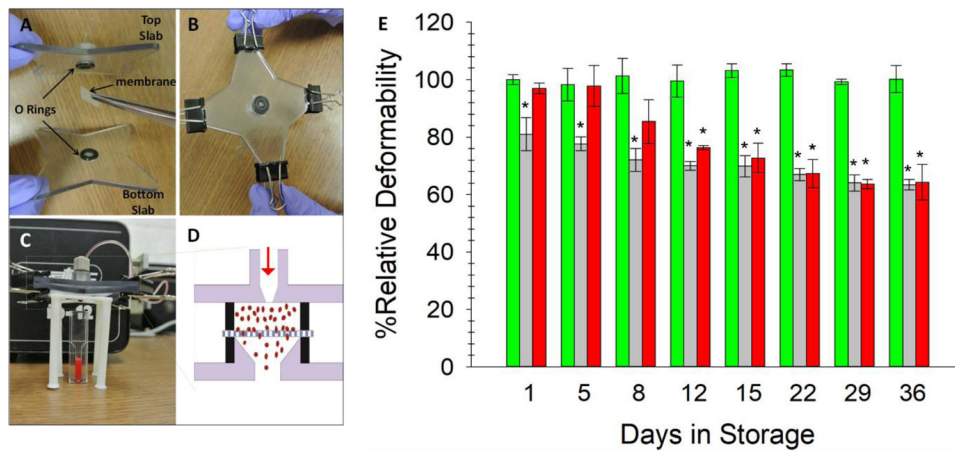 A
Top
Slab
membrane
O Rings
Bottom
Slab
B
C
D
E
%Relative Deformability
120
100
80
60
40
20
0
* * * * * * * * * * * * *
1 5 8 12 15 22 29 36
Days in Storage